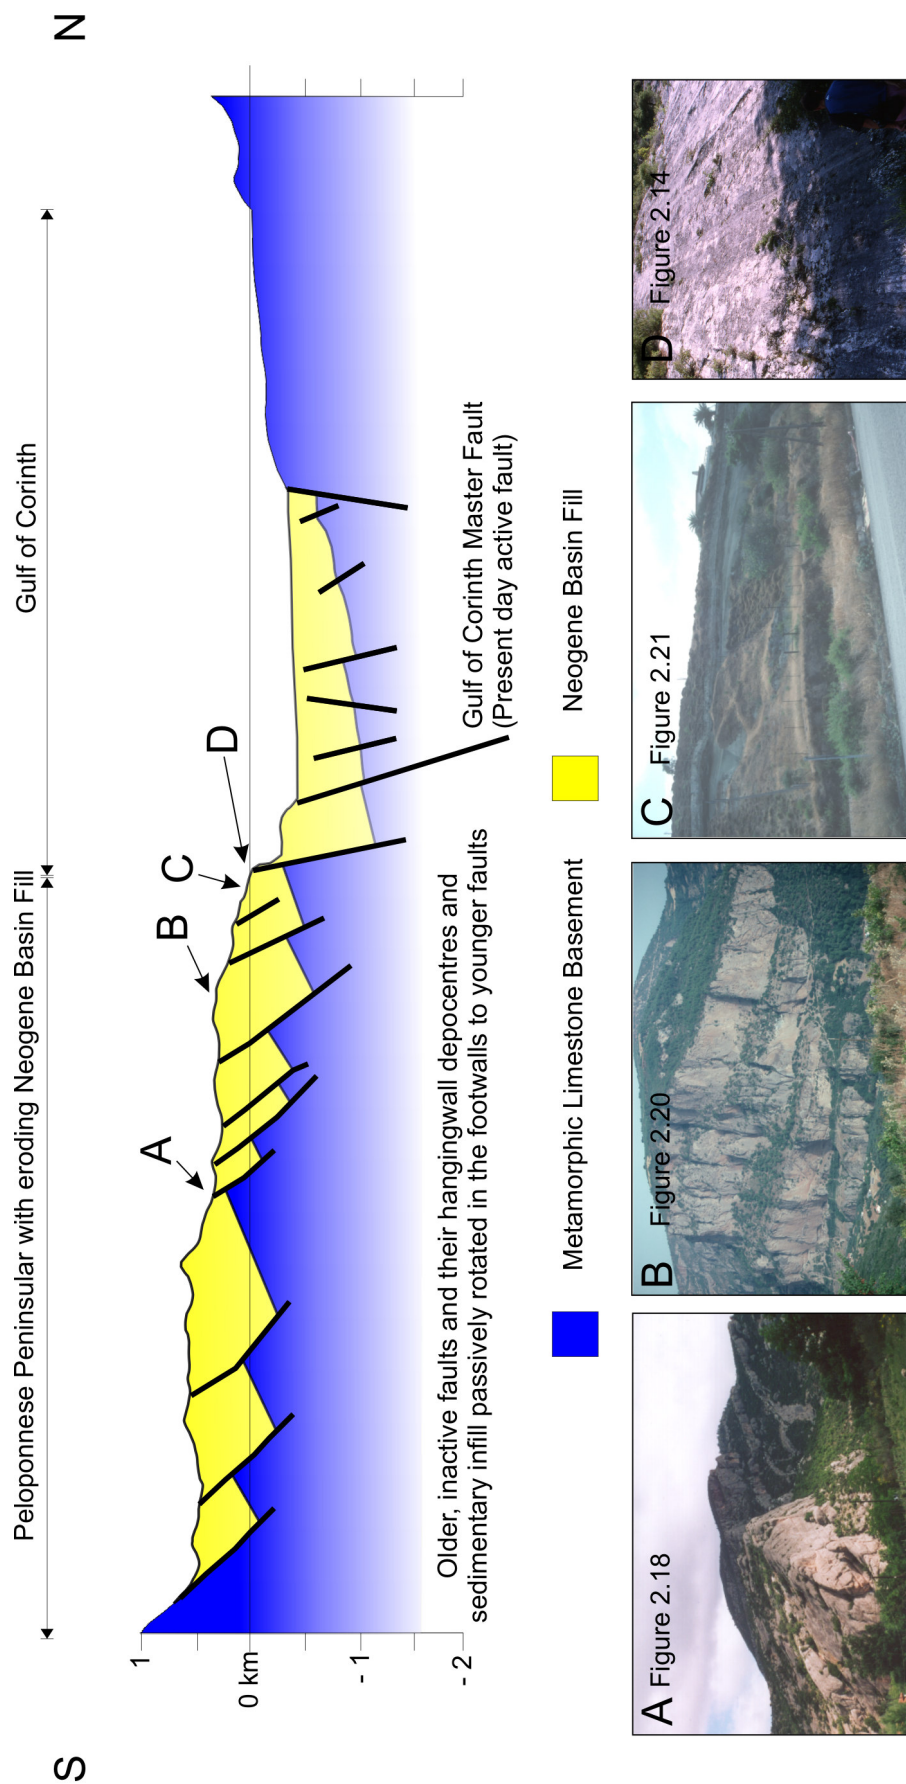 S
N
Peloponnese Peninsular with eroding Neogene Basin Fill
Gulf of Corinth
A
B
C
D
1
0 km
- 1
- 2
Older, inactive faults and their hangingwall depocentres and
sedimentary infill passively rotated in the footwalls to younger faults
Gulf of Corinth Master Fault
(Present day active fault)
Metamorphic Limestone Basement
Neogene Basin Fill
A Figure 2.18
B Figure 2.20
C Figure 2.21
D Figure 2.14